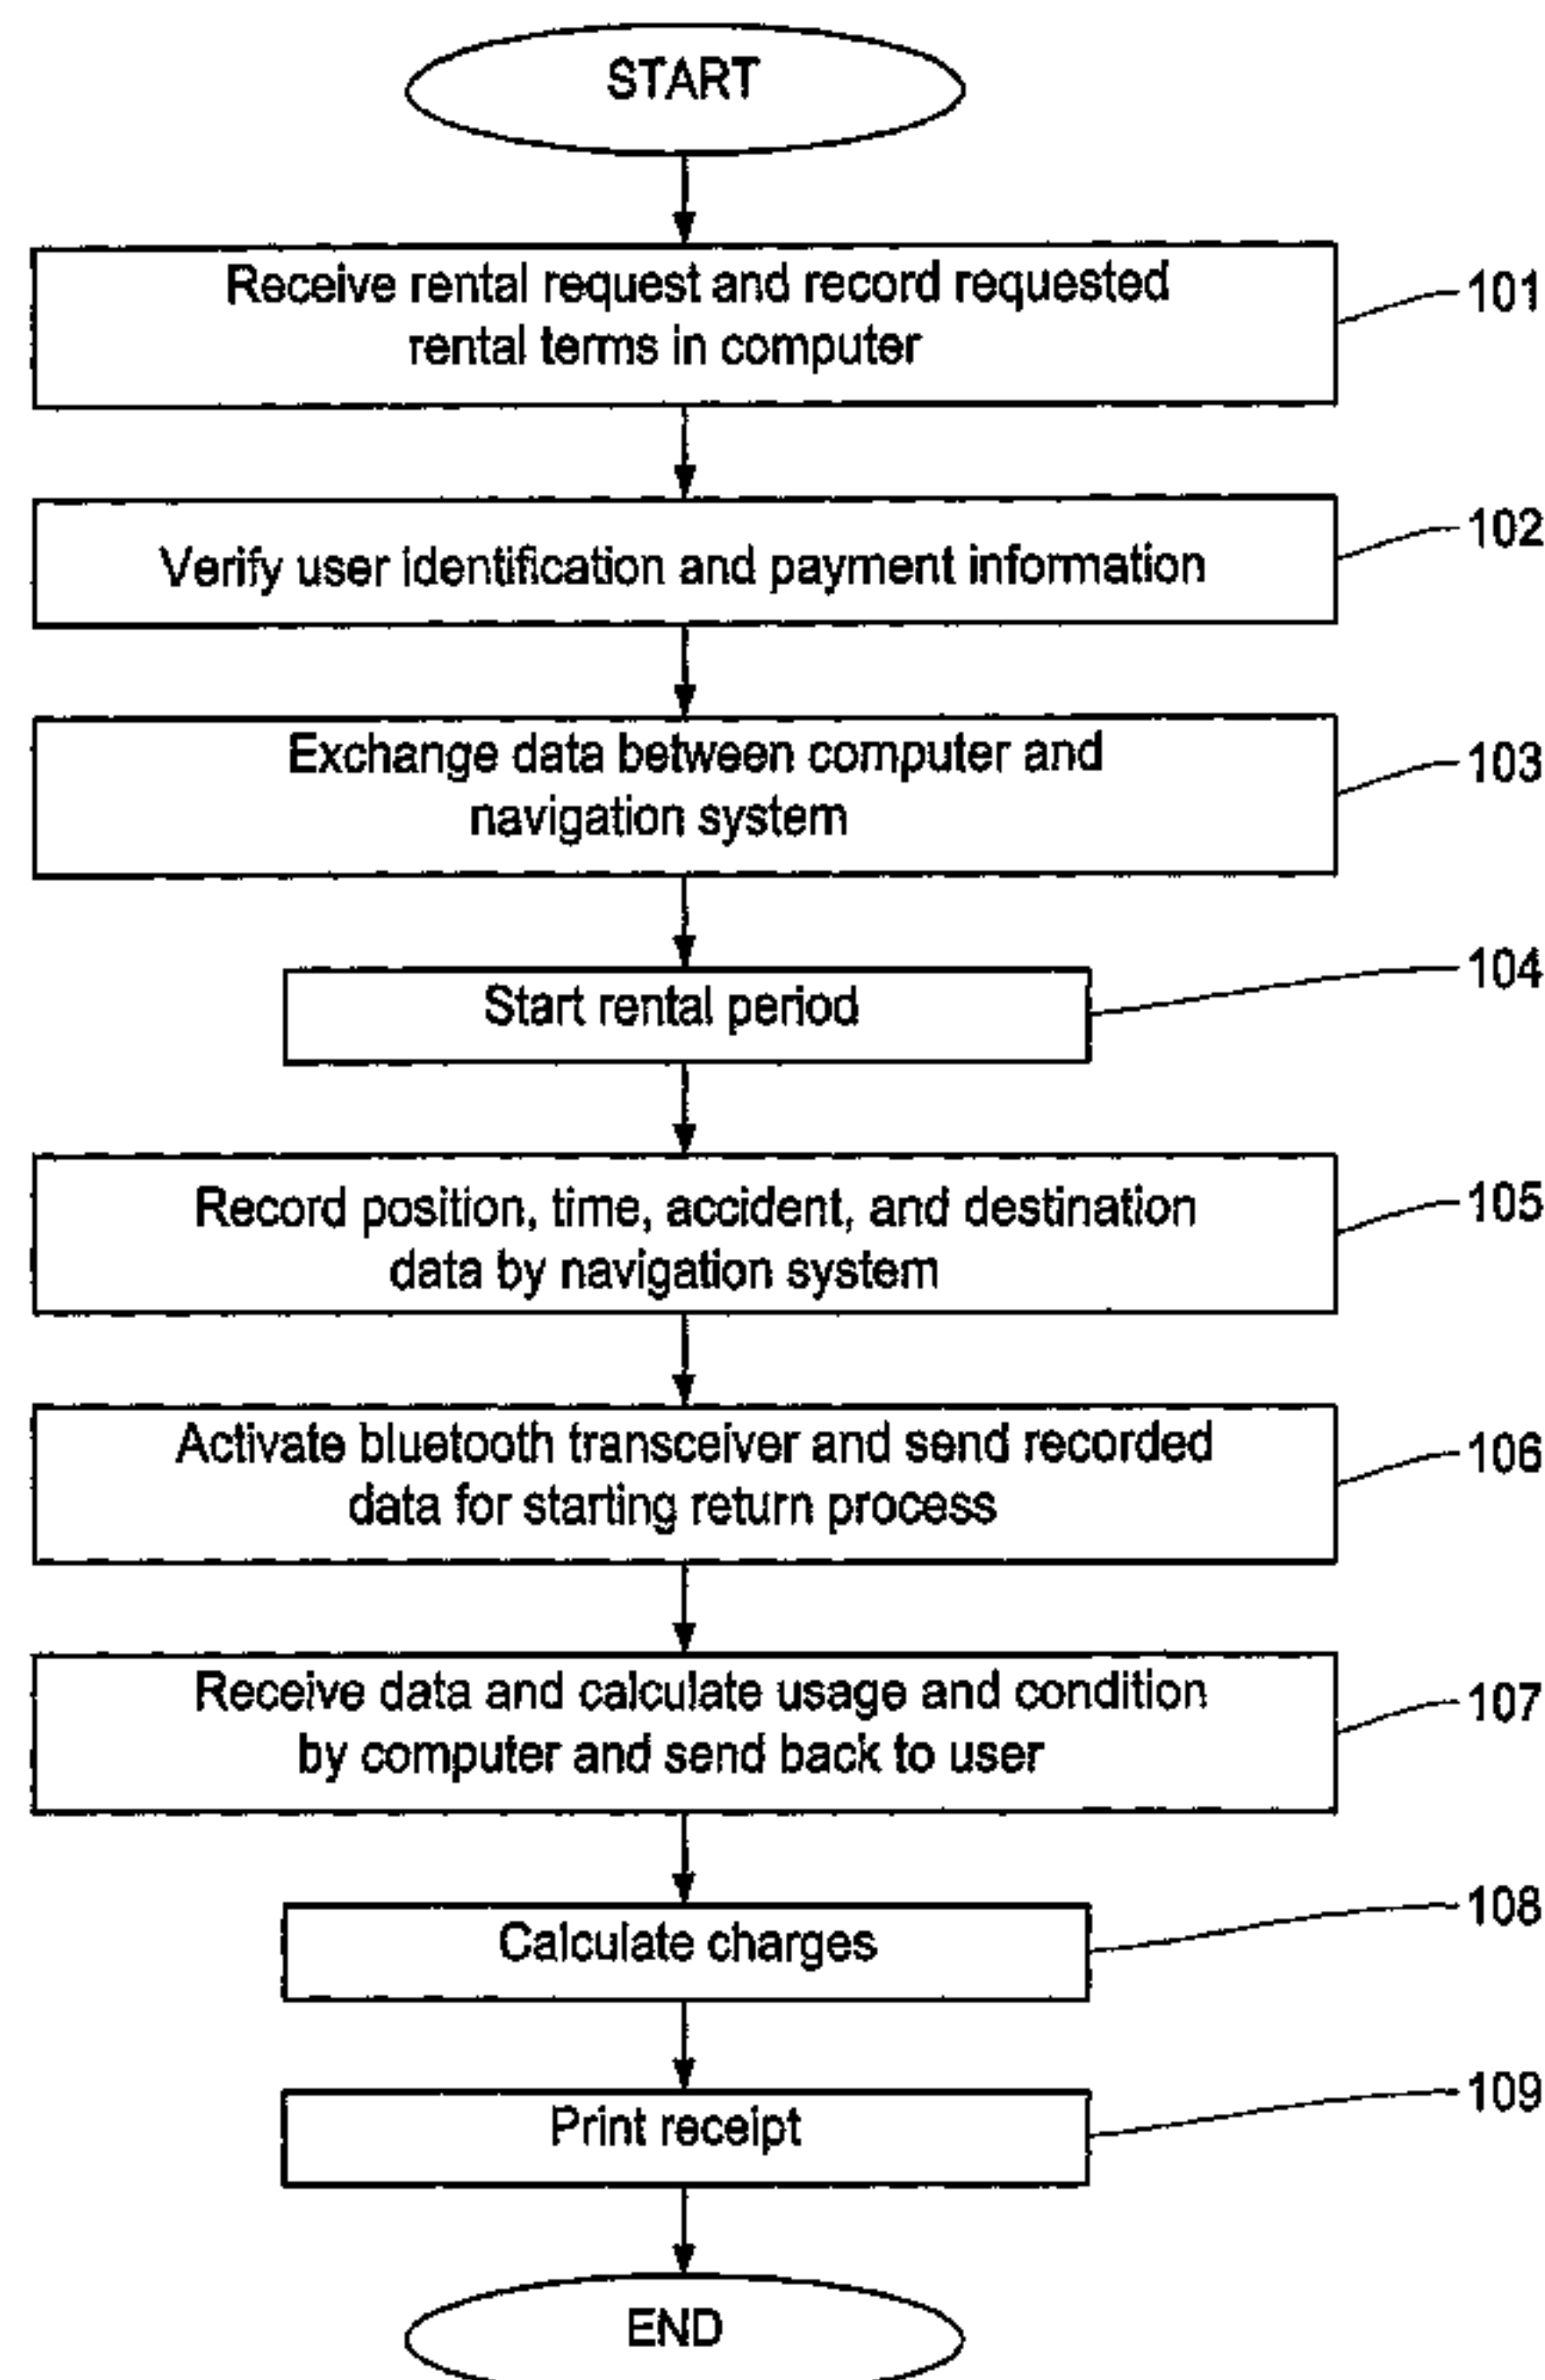 START
Receive rental request and record requested
rental terms in computer
101
Verify user identification and payment information
102
Exchange data between computer and
navigation system
103
Start rental period
104
Record position, time, accident, and destination
data by navigation system
105
Activate bluetooth transceiver and send recorded
data for starting return process
106
Receive data and calculate usage and condition
by computer and send back to user
107
Calculate charges
108
Print receipt
109
END